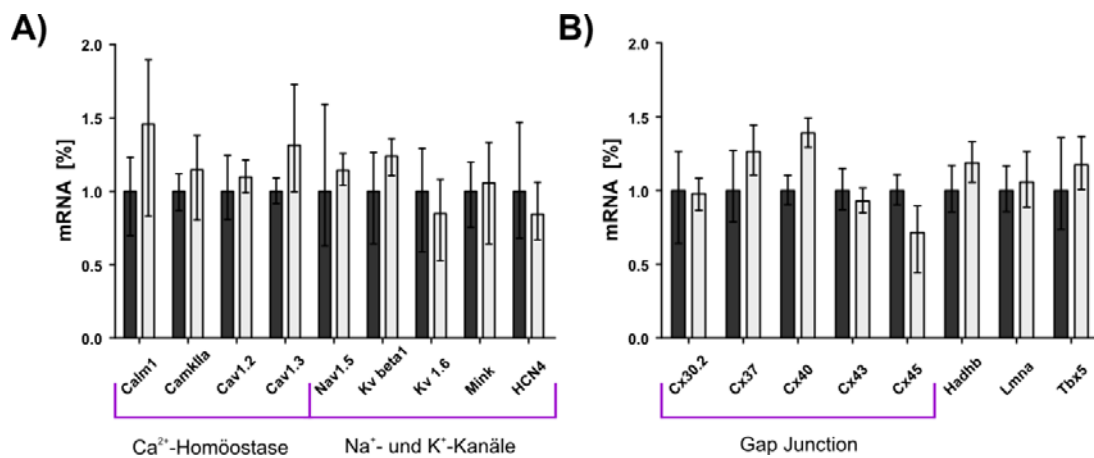 A)
mRNA [%]
2.0
1.5
1.0
0.5
0.0
Calm1
CamkIIa
Cav1.2
Cav1.3
Nav1.5
Kv beta1
Kv 1.6
Mink
HCN4
Ca²⁺-Homöostase
Na⁺- und K⁺-Kanäle
B)
mRNA [%]
2.0
1.5
1.0
0.5
0.0
Cx30.2
Cx37
Cx40
Cx43
Cx45
Hadhb
Lmna
Tbx5
Gap Junction